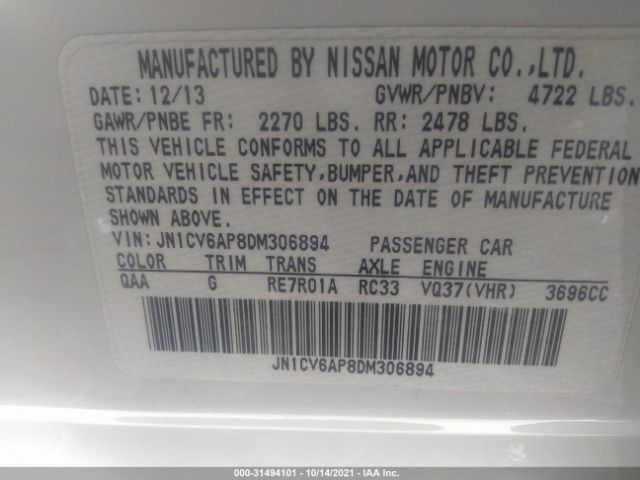 MANUFACTURED BY NISSAN MOTOR CO.,LTD.
DATE: 12/13 GVWR/PNBV: 4722 LBS.
GAWR/PNBE FR: 2270 LBS. RR: 2478 LBS.
THIS VEHICLE CONFORMS TO ALL APPLICABLE FEDERAL
MOTOR VEHICLE SAFETY,BUMPER,AND THEFT PREVENTION
STANDARDS IN EFFECT ON THE DATE OF MANUFACTURE
SHOWN ABOVE.
VIN:JN1CV6AP8DM306894 PASSENGER CAR
COLOR TRIM TRANS AXLE ENGINE
QAA G RE7R01A RC33 VQ37(VHR) 3696CC
JN1CV6AP8DM306894
000-31494101 - 10/14/2021 - IAA Inc.